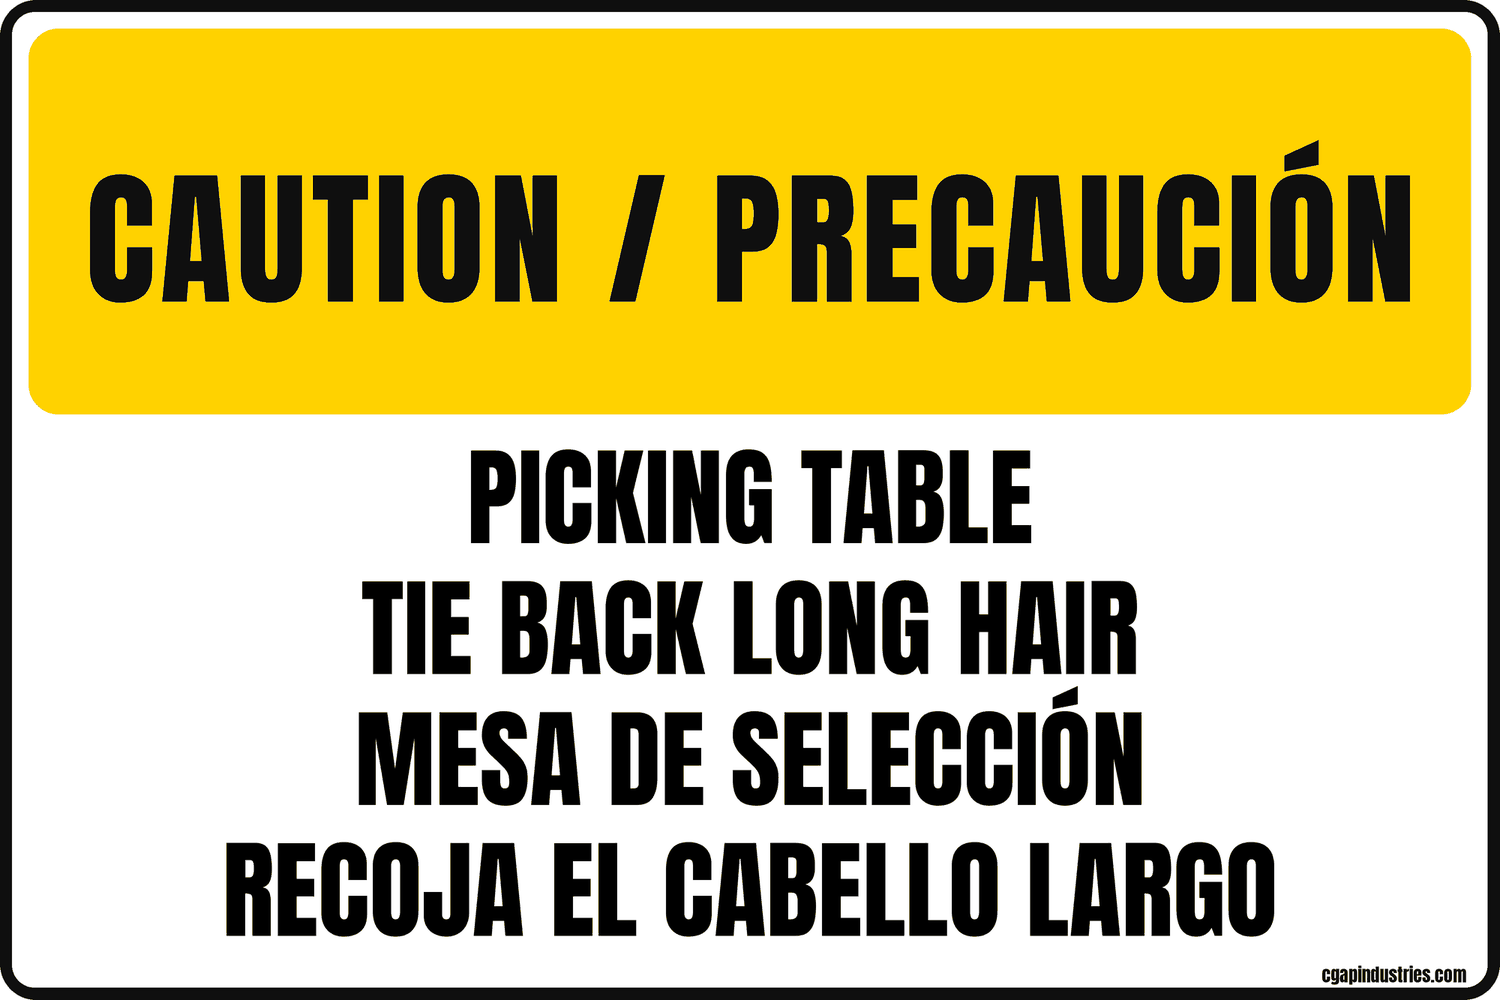 CAUTION / PRECAUCIÓN
PICKING TABLE
TIE BACK LONG HAIR
MESA DE SELECCIÓN
RECOJA EL CABELLO LARGO
cgapindustries.com